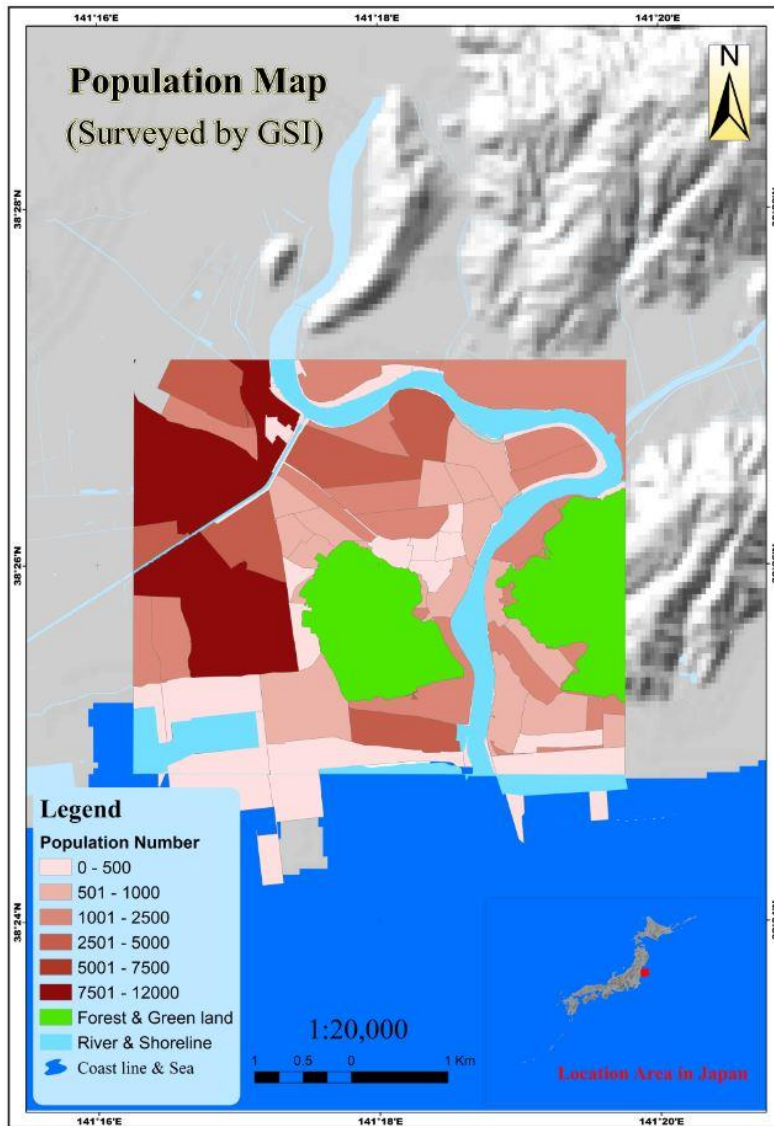 141°16'E 141°18'E 141°20'E
Population Map
(Surveyed by GSI)
N
38°28'N
38°26'N
38°24'N
Legend
Population Number
0 - 500
501 - 1000
1001 - 2500
2501 - 5000
5001 - 7500
7501 - 12000
Forest & Green land
River & Shoreline
Coast line & Sea
1:20,000
1 0.5 0 1 Km
Location Area in Japan
141°16'E 141°18'E 141°20'E